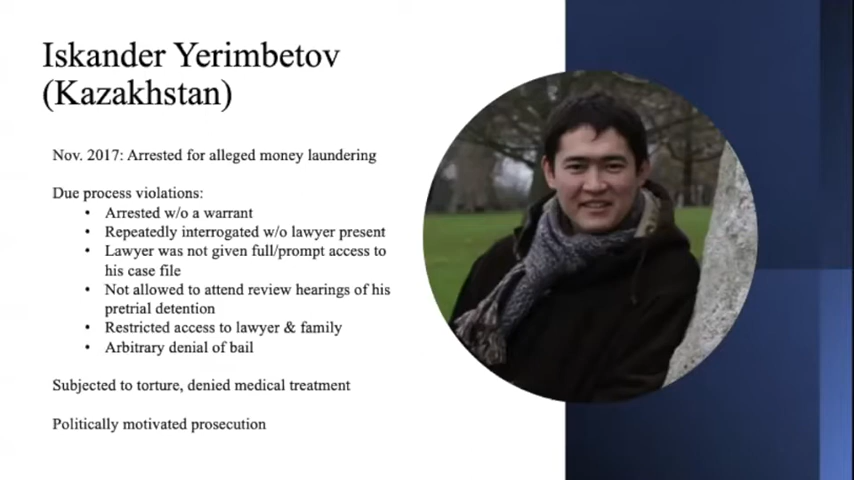 Iskander Yerimbetov
(Kazakhstan)
Nov. 2017: Arrested for alleged money laundering
Due process violations:
• Arrested w/o a warrant
• Repeatedly interrogated w/o lawyer present
• Lawyer was not given full/prompt access to
his case file
• Not allowed to attend review hearings of his
pretrial detention
• Restricted access to lawyer & family
• Arbitrary denial of bail
Subjected to torture, denied medical treatment
Politically motivated prosecution